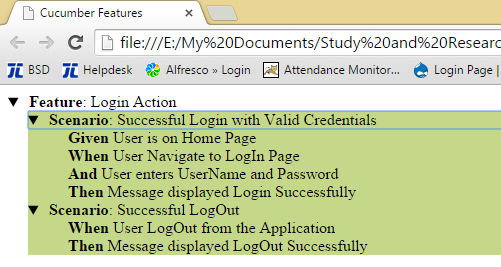 Cucumber Features
file:///E:/My%20Documents/Study%20and%20Researc
BSD Helpdesk Alfresco » Login Attendance Monitor... Login Page |
Feature: Login Action
Scenario: Successful Login with Valid Credentials
Given User is on Home Page
When User Navigate to LogIn Page
And User enters UserName and Password
Then Message displayed Login Successfully
Scenario: Successful LogOut
When User LogOut from the Application
Then Message displayed LogOut Successfully